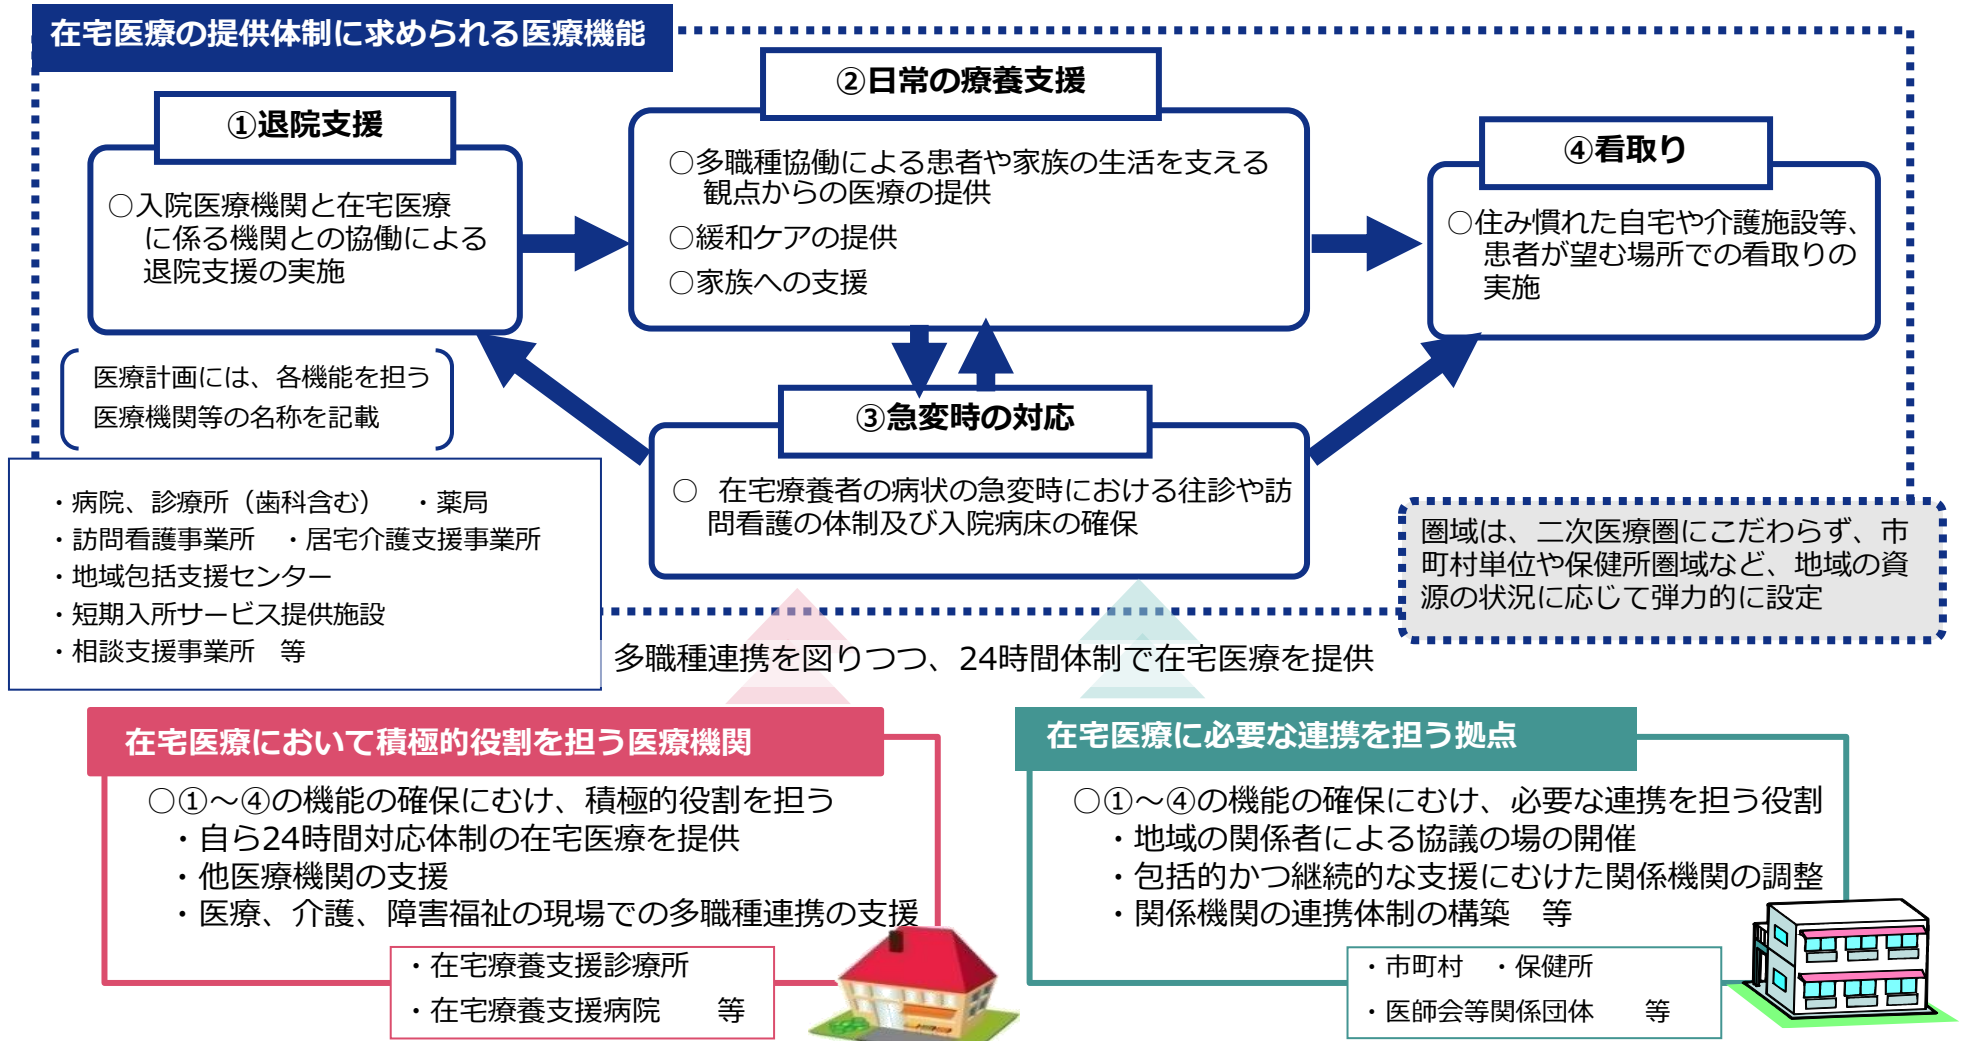 在宅医療の提供体制に求められる医療機能
①退院支援
○入院医療機関と在宅医療
に係る機関との協働による
退院支援の実施
②日常の療養支援
○多職種協働による患者や家族の生活を支える
観点からの医療の提供
○緩和ケアの提供
○家族への支援
④看取り
○住み慣れた自宅や介護施設等、
患者が望む場所での看取りの
実施
③急変時の対応
○ 在宅療養者の病状の急変時における往診や訪
問看護の体制及び入院病床の確保
医療計画には、各機能を担う
医療機関等の名称を記載
・病院、診療所（歯科含む） ・薬局
・訪問看護事業所 ・居宅介護支援事業所
・地域包括支援センター
・短期入所サービス提供施設
・相談支援事業所 等
圏域は、二次医療圏にこだわらず、市
町村単位や保健所圏域など、地域の資
源の状況に応じて弾力的に設定
多職種連携を図りつつ、24時間体制で在宅医療を提供
在宅医療において積極的役割を担う医療機関
○①～④の機能の確保にむけ、積極的役割を担う
・自ら24時間対応体制の在宅医療を提供
・他医療機関の支援
・医療、介護、障害福祉の現場での多職種連携の支援
・在宅療養支援診療所
・在宅療養支援病院 等
在宅医療に必要な連携を担う拠点
○①～④の機能の確保にむけ、必要な連携を担う役割
・地域の関係者による協議の場の開催
・包括的かつ継続的な支援にむけた関係機関の調整
・関係機関の連携体制の構築 等
・市町村 ・保健所
・医師会等関係団体 等